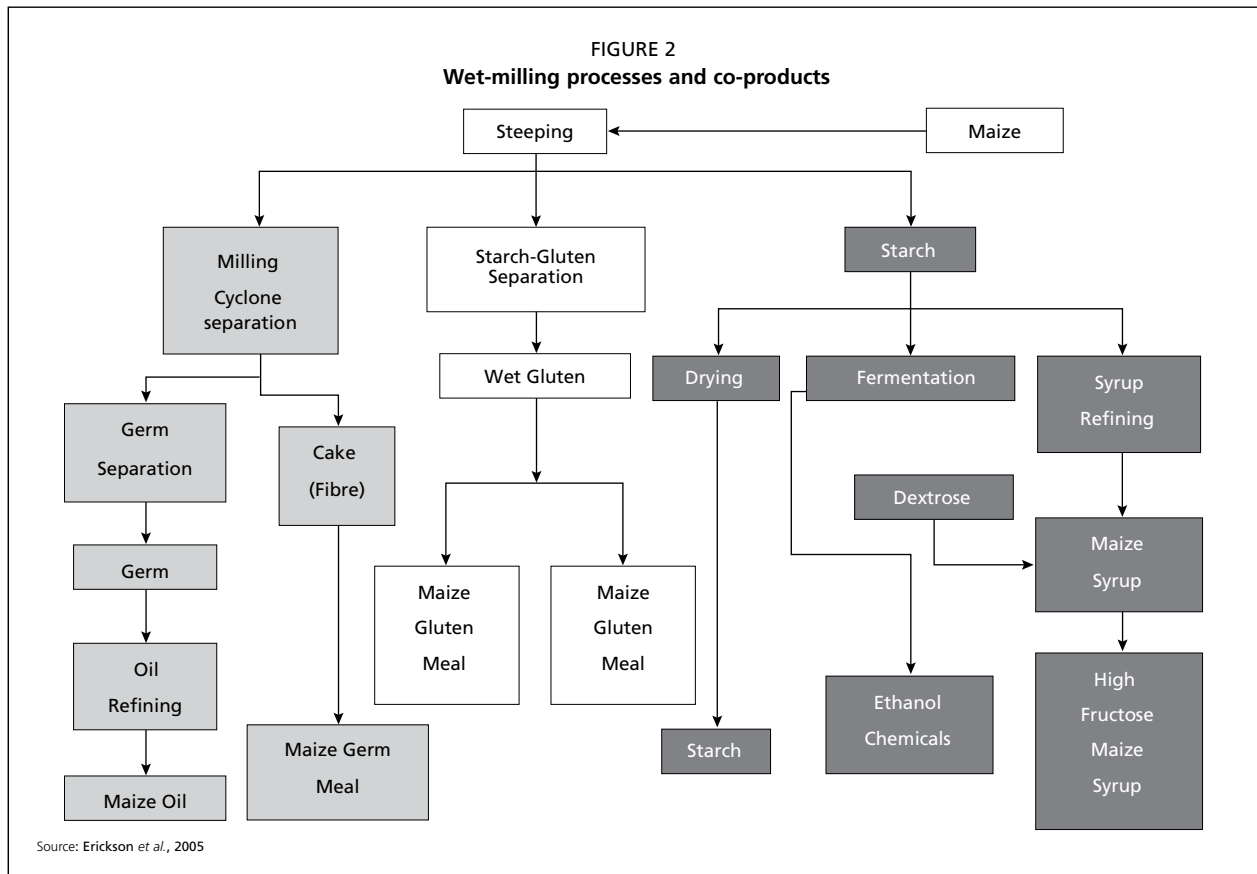 FIGURE 2
Wet-milling processes and co-products
Steeping
Maize
Milling
Cyclone
separation
Starch-Gluten
Separation
Starch
Wet Gluten
Drying
Fermentation
Syrup
Refining
Germ
Separation
Cake
(Fibre)
Dextrose
Germ
Maize
Gluten
Meal
Maize
Gluten
Meal
Maize
Syrup
Oil
Refining
Ethanol
Chemicals
High
Fructose
Maize
Syrup
Maize Germ
Meal
Starch
Maize Oil
Source: Erickson et al., 2005